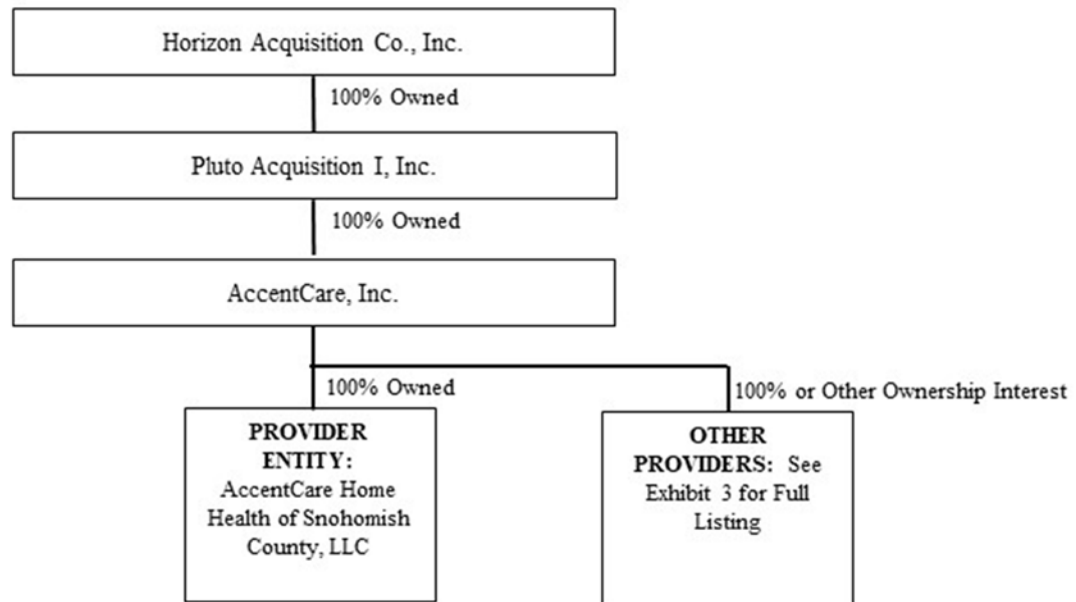 Horizon Acquisition Co., Inc.
100% Owned
Pluto Acquisition I, Inc.
100% Owned
AccentCare, Inc.
100% Owned
100% or Other Ownership Interest
PROVIDER
ENTITY:
AccentCare Home
Health of Snohomish
County, LLC
OTHER
PROVIDERS: See
Exhibit 3 for Full
Listing